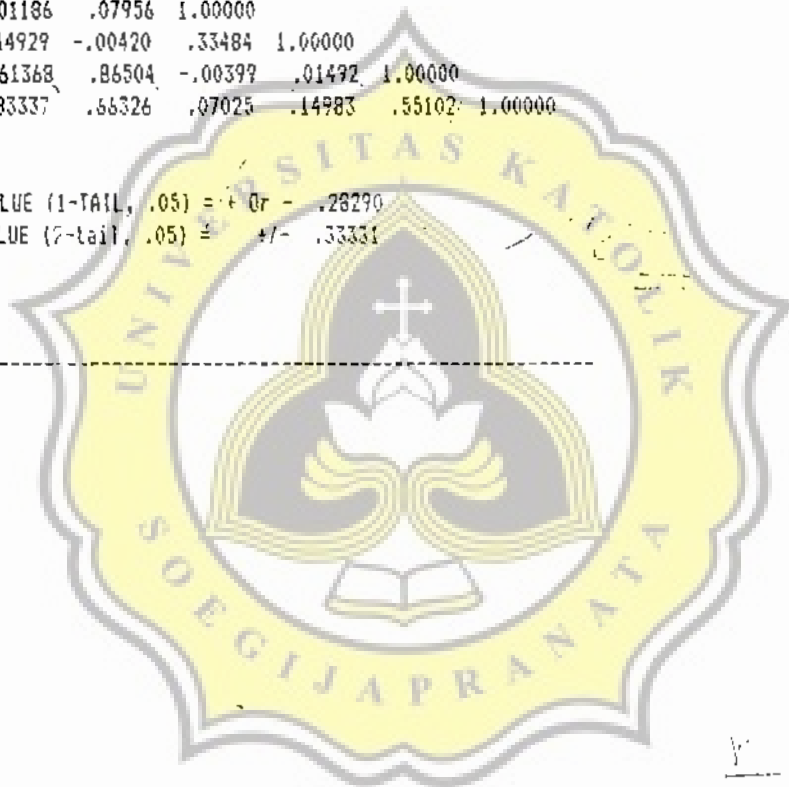 01186 .07956 1.00000
4929 -.00420 .33484 1.00000
61368 .86504 -.00399 .01492 1.00000
83337 .66326 .07025 .14983 .55102 1.00000
LUE (1-TAIL, .05) = + Or - .28290
LUE (2-tail, .05) = +/- .33331
UNIVERSITAS KATOLIK
SOEGIJAPRANATA